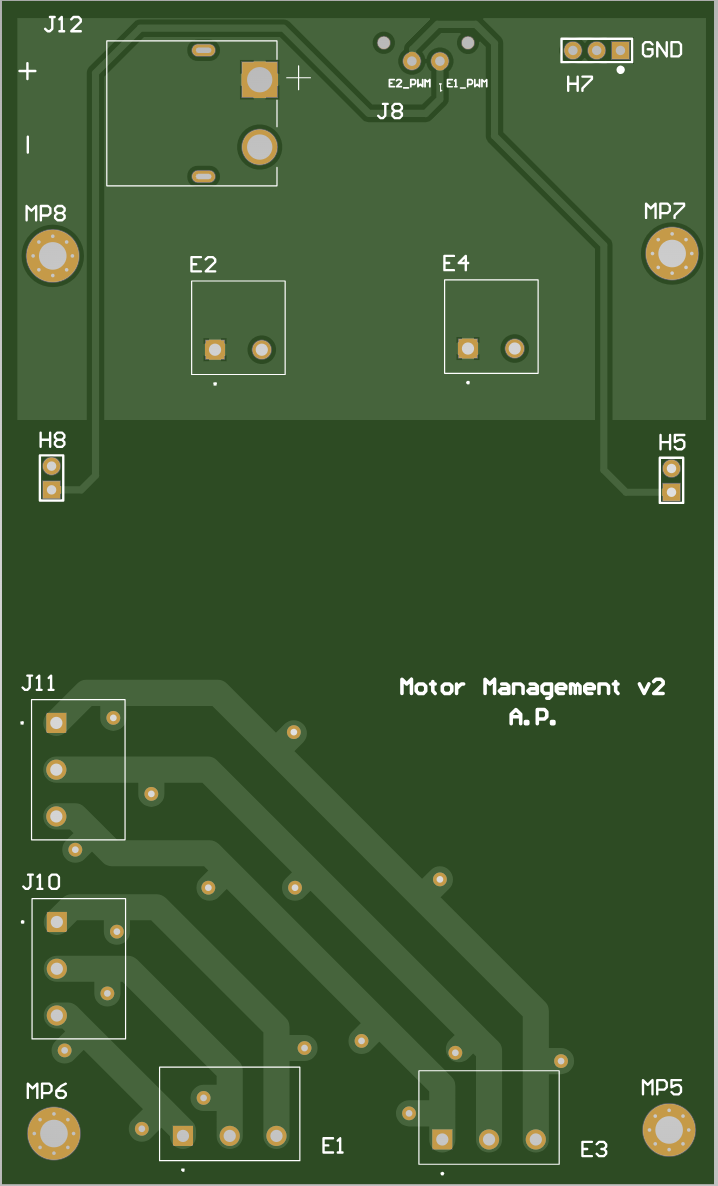 J12
+
GND
E2_PWM
E1_PWM
H7
J8
–
MP8
MP7
E2
E4
+
H8
H5
J11
Motor Management v2
A.P.
J10
MP6
MP5
E1
E3